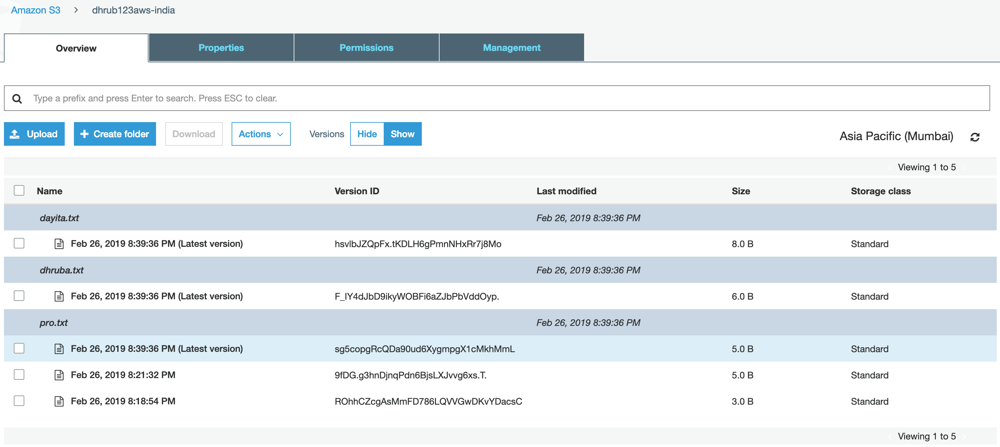 Amazon S3 > dhrub123aws-india
Overview Properties Permissions Management
Type a prefix and press Enter to search. Press ESC to clear.
Upload Create folder Download Actions Versions Hide Show Asia Pacific (Mumbai)
Viewing 1 to 5
Name Version ID Last modified Size Storage class
dayita.txt Feb 26, 2019 8:39:36 PM
Feb 26, 2019 8:39:36 PM (Latest version) hsvlbJZQpFx.tKDLH6gPmnNHxRr7j8Mo 8.0 B Standard
dhruba.txt Feb 26, 2019 8:39:36 PM
Feb 26, 2019 8:39:36 PM (Latest version) F_IY4dJbD9ikyWOBFi6aZJbPbVddOyp. 6.0 B Standard
pro.txt Feb 26, 2019 8:39:36 PM
Feb 26, 2019 8:39:36 PM (Latest version) sg5copgRcQDa90ud6XygmpgX1cMkhMmL 5.0 B Standard
Feb 26, 2019 8:21:32 PM 9fDG.g3hnDjnqPdn6BjsLXJvvg6xs.T. 5.0 B Standard
Feb 26, 2019 8:18:54 PM ROhhCZcgAsMmFD786LQVVGwDKvYDacsC 3.0 B Standard
Viewing 1 to 5